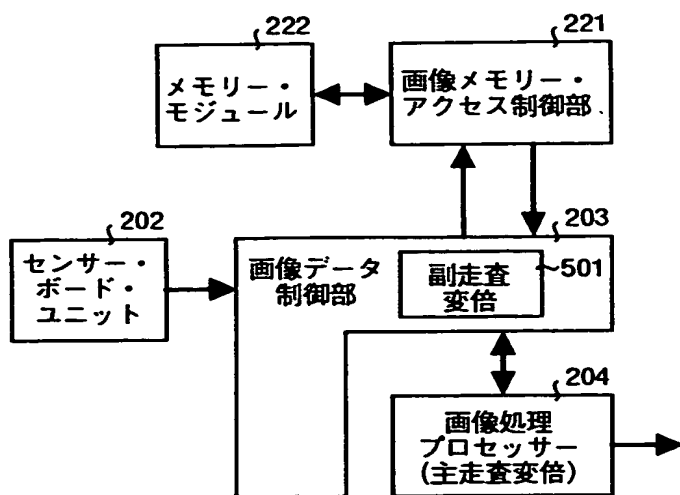 222
メモリー・
モジュール
221
画像メモリー・
アクセス制御部
202
センサー・
ボード・
ユニット
203
画像データ
制御部
副走査
変倍
501
204
画像処理
プロセッサー
(主走査変倍)